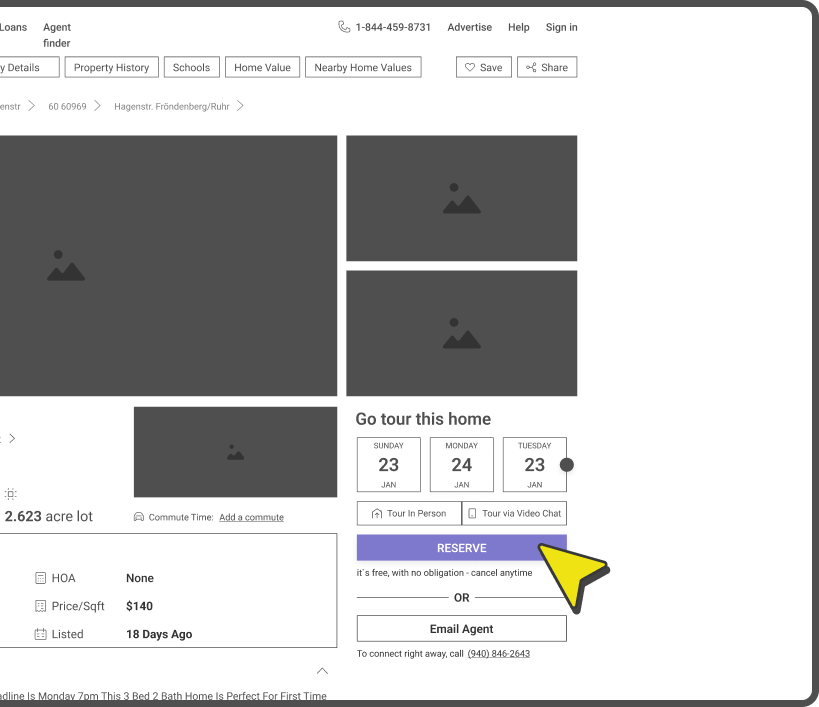 Loans Agent finder 1-844-459-8731 Advertise Help Sign in
y Details Property History Schools Home Value Nearby Home Values Save Share
enstr 60 60969 Hagenstr. Fröndenberg/Ruhr
Go tour this home
SUNDAY MONDAY TUESDAY
23 24 23
JAN JAN JAN
2.623 acre lot
Commute Time: Add a commute
Tour In Person Tour via Video Chat
RESERVE
it`s free, with no obligation - cancel anytime
HOA None
Price/Sqft $140
Listed 18 Days Ago
OR
Email Agent
To connect right away, call (940) 846-2643
adline Is Monday 7pm This 3 Bed 2 Bath Home Is Perfect For First Time